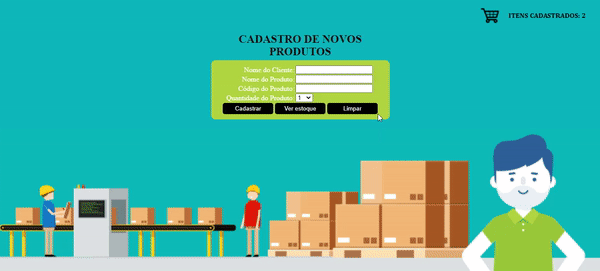 ITENS CADASTRADOS: 2
CADASTRO DE NOVOS
PRODUTOS
Nome do Cliente
Nome do Produto
Código do Produto
Quantidade do Produto 1
Cadastrar Ver estoque Limpar